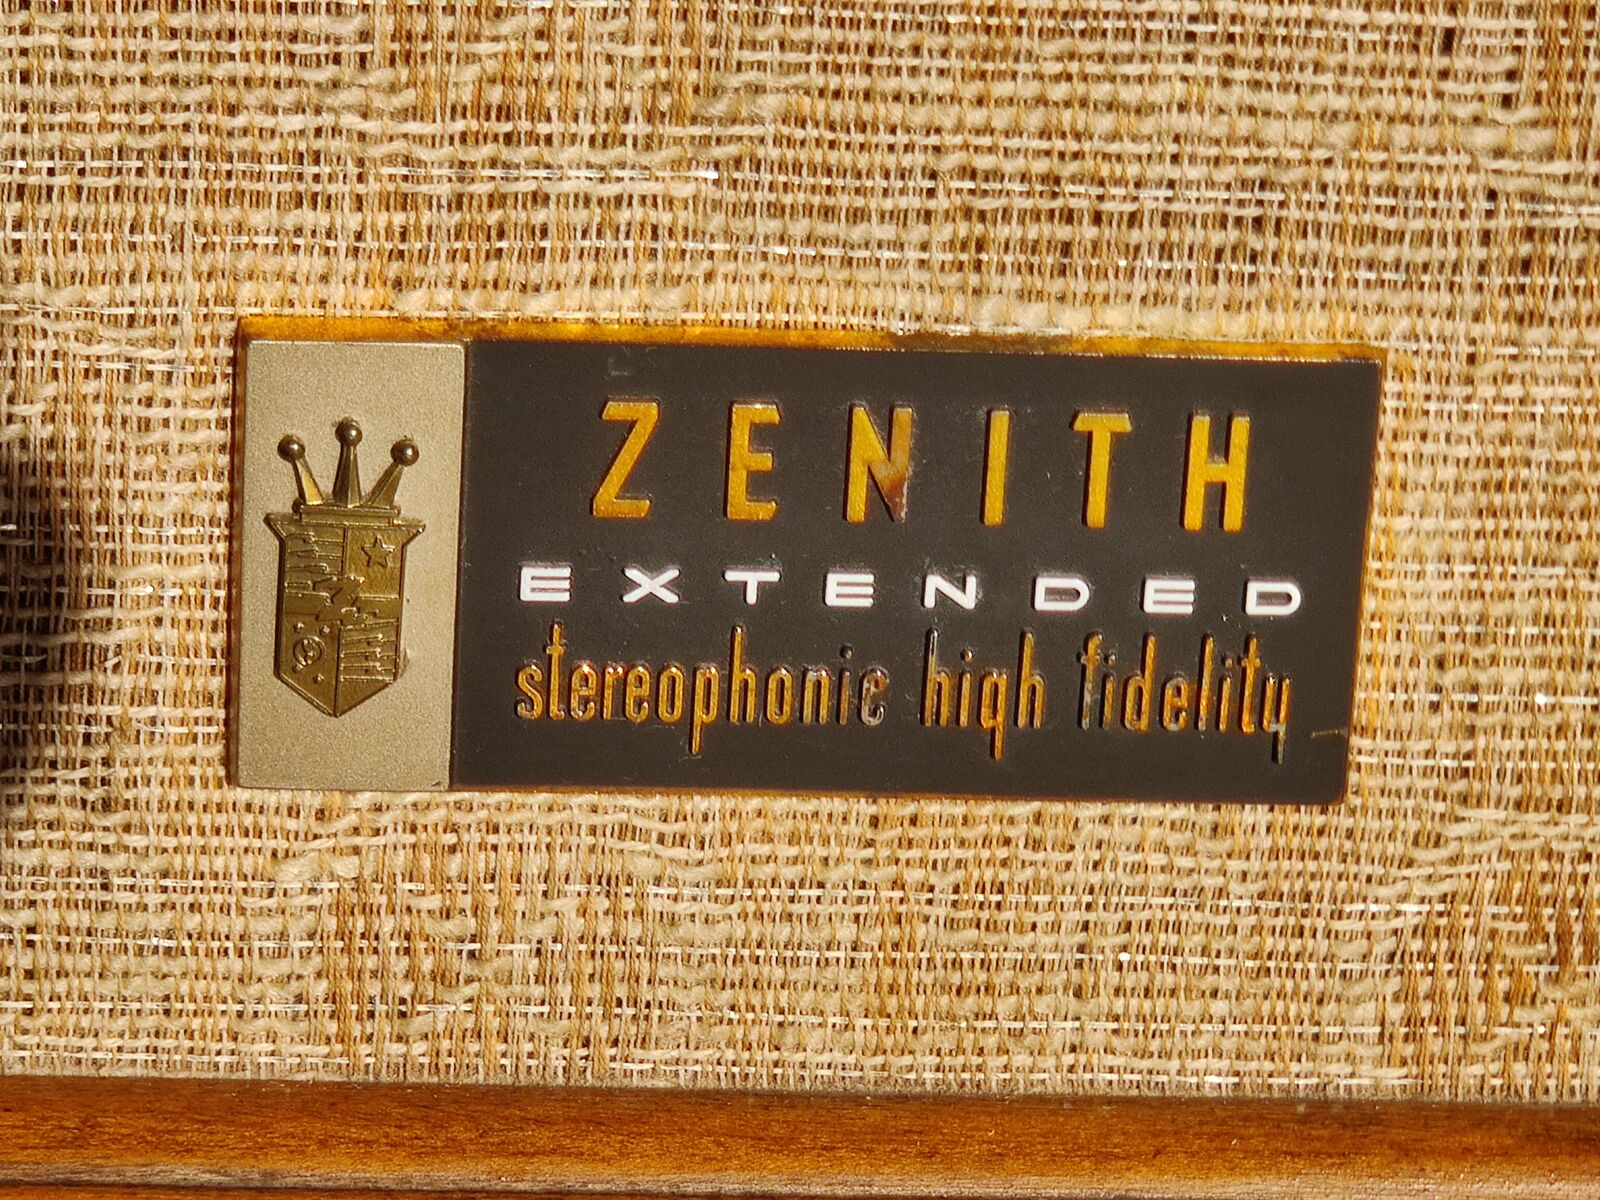 ZENITH
EXTENDED
stereophonic high fidelity